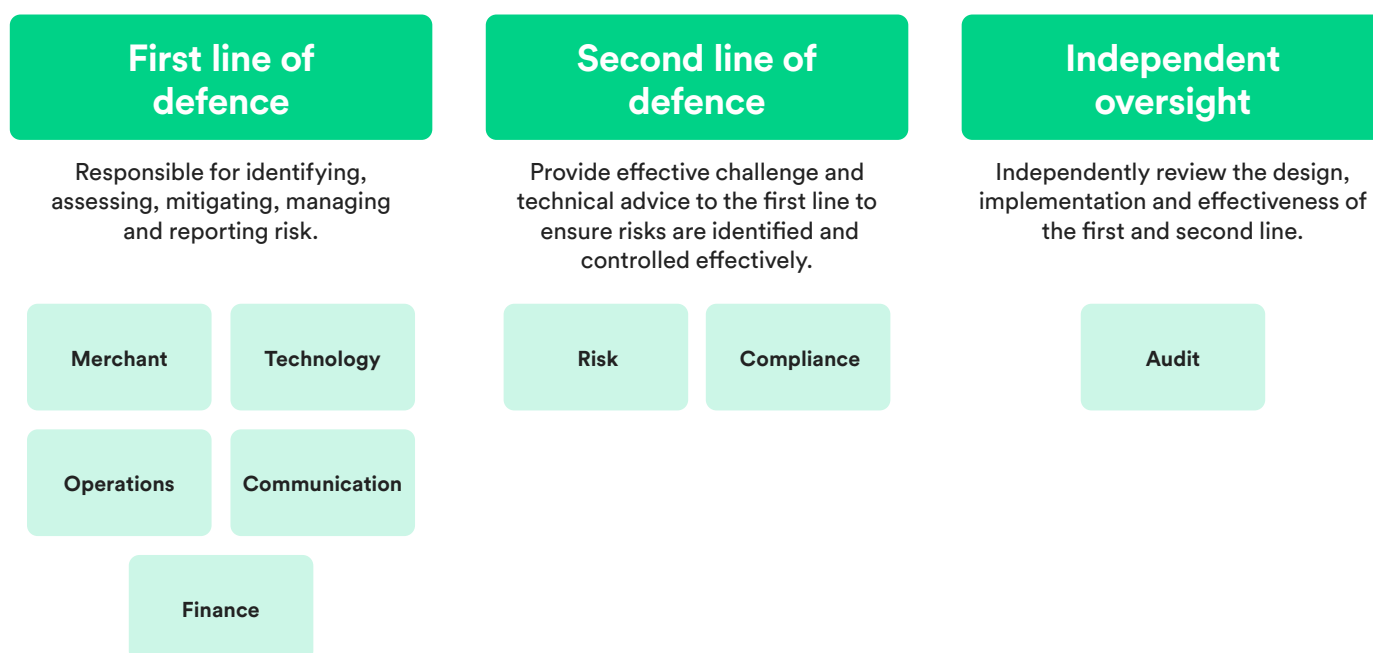 First line of
defence
Responsible for identifying,
assessing, mitigating, managing
and reporting risk.
Merchant
Technology
Operations
Communication
Finance
Second line of
defence
Provide effective challenge and
technical advice to the first line to
ensure risks are identified and
controlled effectively.
Risk
Compliance
Independent
oversight
Independently review the design,
implementation and effectiveness of
the first and second line.
Audit